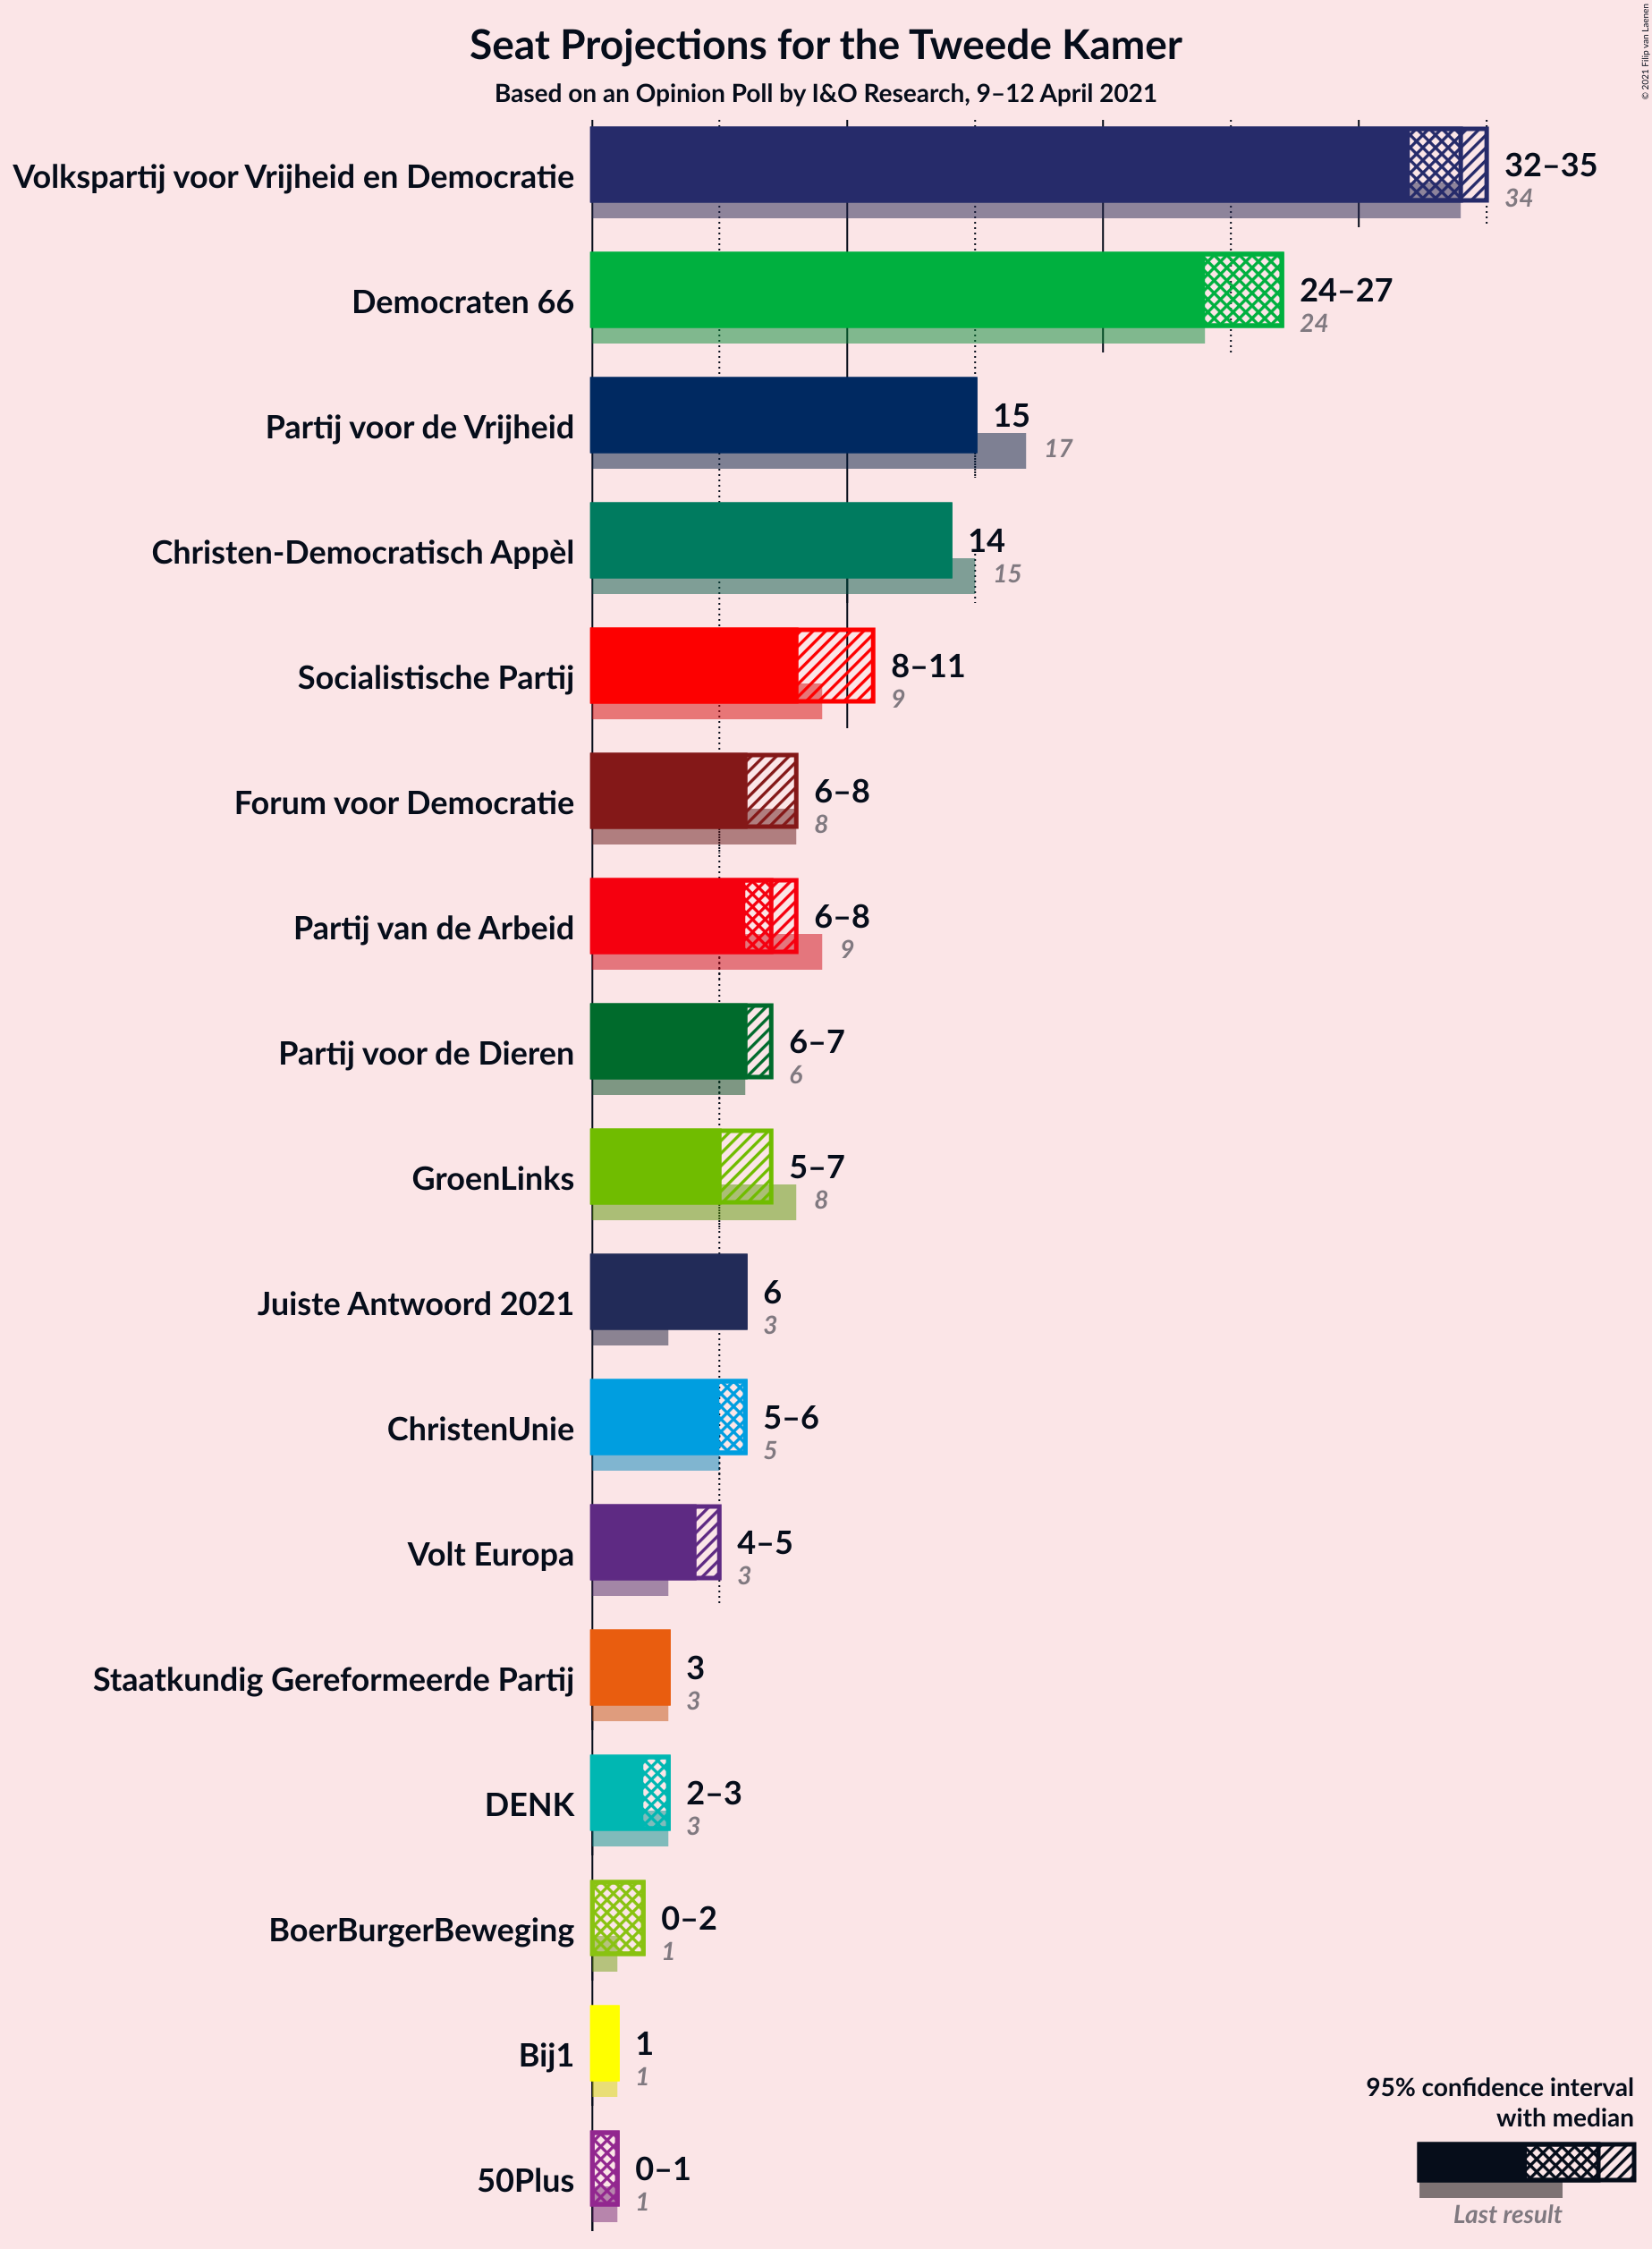 Seat Projections for the Tweede Kamer
Based on an Opinion Poll by I&O Research, 9–12 April 2021
© 2021 Filip van Laenen
Volkspartij voor Vrijheid en Democratie
32–35
34
Democraten 66
24–27
24
Partij voor de Vrijheid
15
17
Christen-Democratisch Appèl
14
15
Socialistische Partij
8–11
9
Forum voor Democratie
6–8
8
Partij van de Arbeid
6–8
9
Partij voor de Dieren
6–7
6
GroenLinks
5–7
8
Juiste Antwoord 2021
6
3
ChristenUnie
5–6
5
Volt Europa
4–5
3
Staatkundig Gereformeerde Partij
3
3
DENK
2–3
3
BoerBurgerBeweging
0–2
1
Bij1
1
1
50Plus
0–1
1
95% confidence interval
with median
Last result